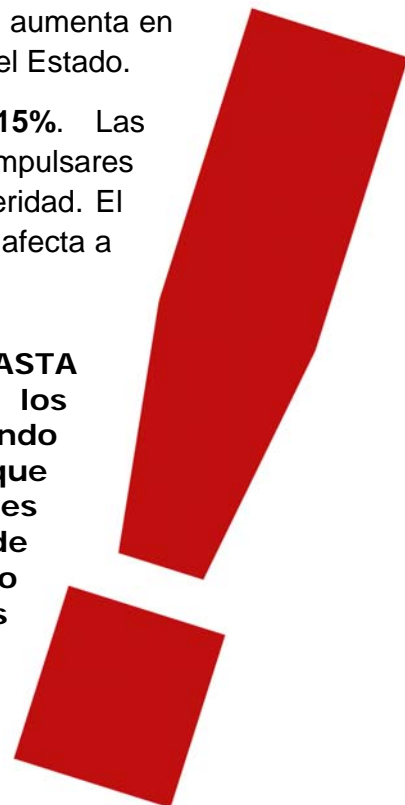 aumenta en
el Estado.
15%. Las
mpulsares
eridad. El
afecta a
ASTA
los
ndo
que
es
de
o
s